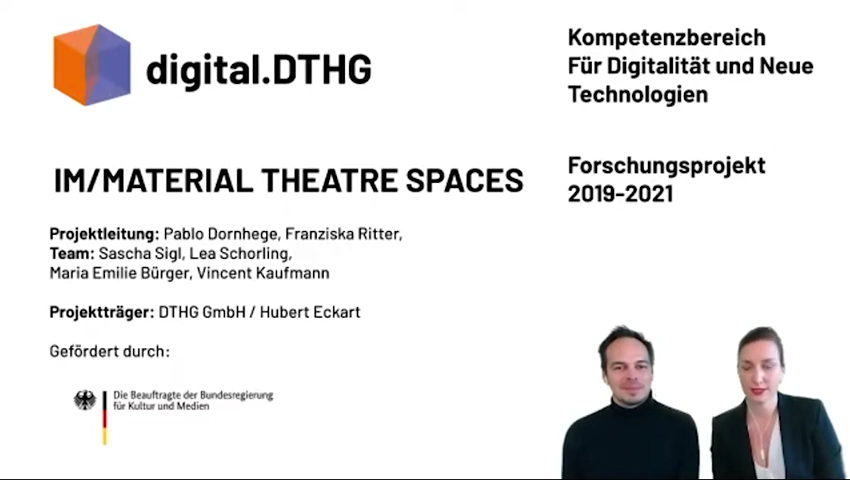 digital.DTHG
IM/MATERIAL THEATRE SPACES
Projektleitung: Pablo Dornhege, Franziska Ritter,
Team: Sascha Sigl, Lea Schorling,
Maria Emilie Bürger, Vincent Kaufmann
Projektträger: DTHG GmbH / Hubert Eckart
Gefördert durch:
Die Beauftragte der Bundesregierung
für Kultur und Medien
Kompetenzbereich
Für Digitalität und Neue
Technologien
Forschungsprojekt
2019-2021